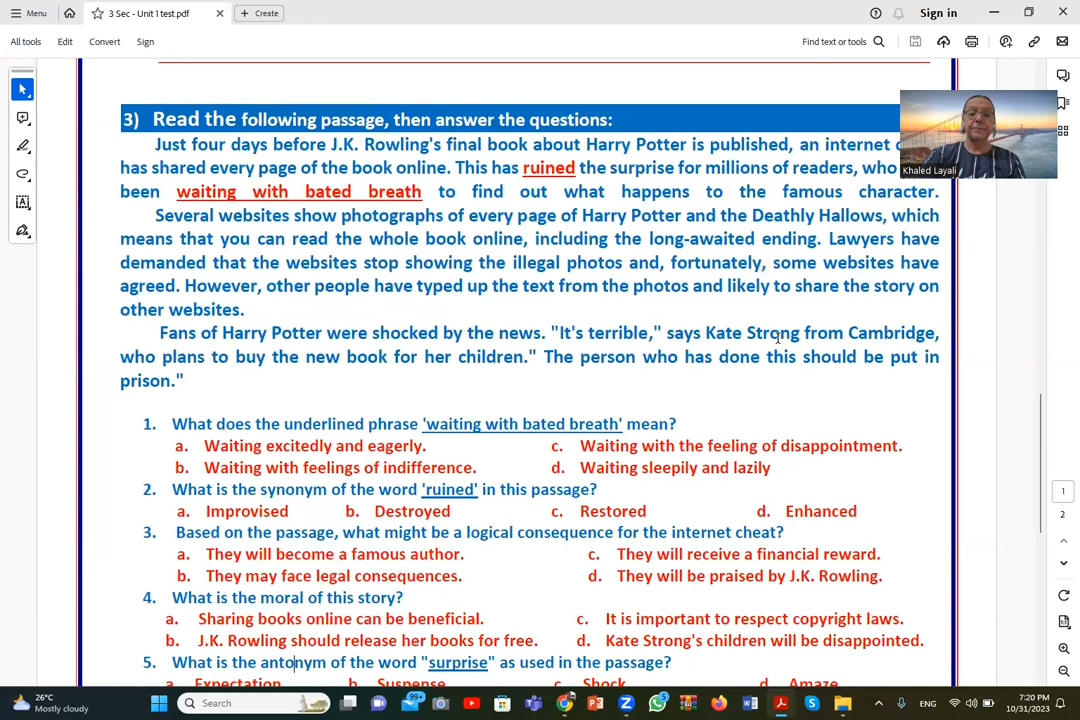 Menu
3 Sec - Unit 1 test.pdf
Create
Sign in
All tools Edit Convert Sign
Find text or tools
3) Read the following passage, then answer the questions:
Just four days before J.K. Rowling's final book about Harry Potter is published, an internet
has shared every page of the book online. This has ruined the surprise for millions of readers, who
been waiting with bated breath to find out what happens to the famous character.
Several websites show photographs of every page of Harry Potter and the Deathly Hallows, which
means that you can read the whole book online, including the long-awaited ending. Lawyers have
demanded that the websites stop showing the illegal photos and, fortunately, some websites have
agreed. However, other people have typed up the text from the photos and likely to share the story on
other websites.
Fans of Harry Potter were shocked by the news. "It's terrible," says Kate Strong from Cambridge,
who plans to buy the new book for her children." The person who has done this should be put in
prison."
1. What does the underlined phrase 'waiting with bated breath' mean?
a. Waiting excitedly and eagerly. c. Waiting with the feeling of disappointment.
b. Waiting with feelings of indifference. d. Waiting sleepily and lazily
2. What is the synonym of the word 'ruined' in this passage?
a. Improvised b. Destroyed c. Restored d. Enhanced
3. Based on the passage, what might be a logical consequence for the internet cheat?
a. They will become a famous author. c. They will receive a financial reward.
b. They may face legal consequences. d. They will be praised by J.K. Rowling.
4. What is the moral of this story?
a. Sharing books online can be beneficial. c. It is important to respect copyright laws.
b. J.K. Rowling should release her books for free. d. Kate Strong's children will be disappointed.
5. What is the antonym of the word "surprise" as used in the passage?
a. Expectation b. Suspense c. Shock d. Amaze
Khaled Layali
1
2
26°C
Mostly cloudy
Search
99+
5
ENG
7:20 PM
10/31/2023